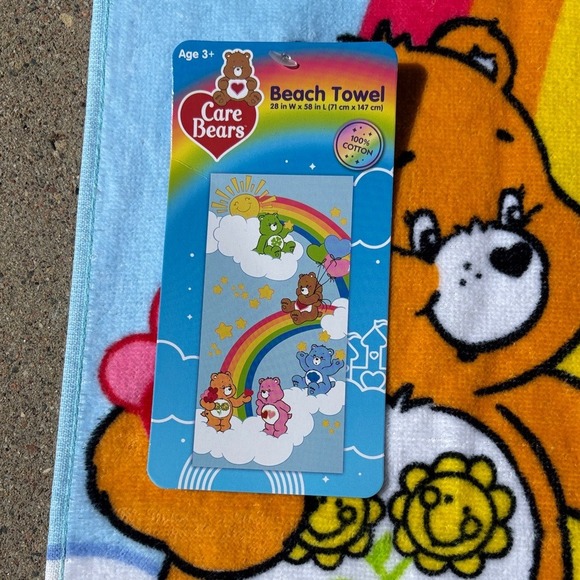 Age 3+
Care
Bears
Beach Towel
28 in W x 58 in L (71 cm x 147 cm)
100%
COTTON